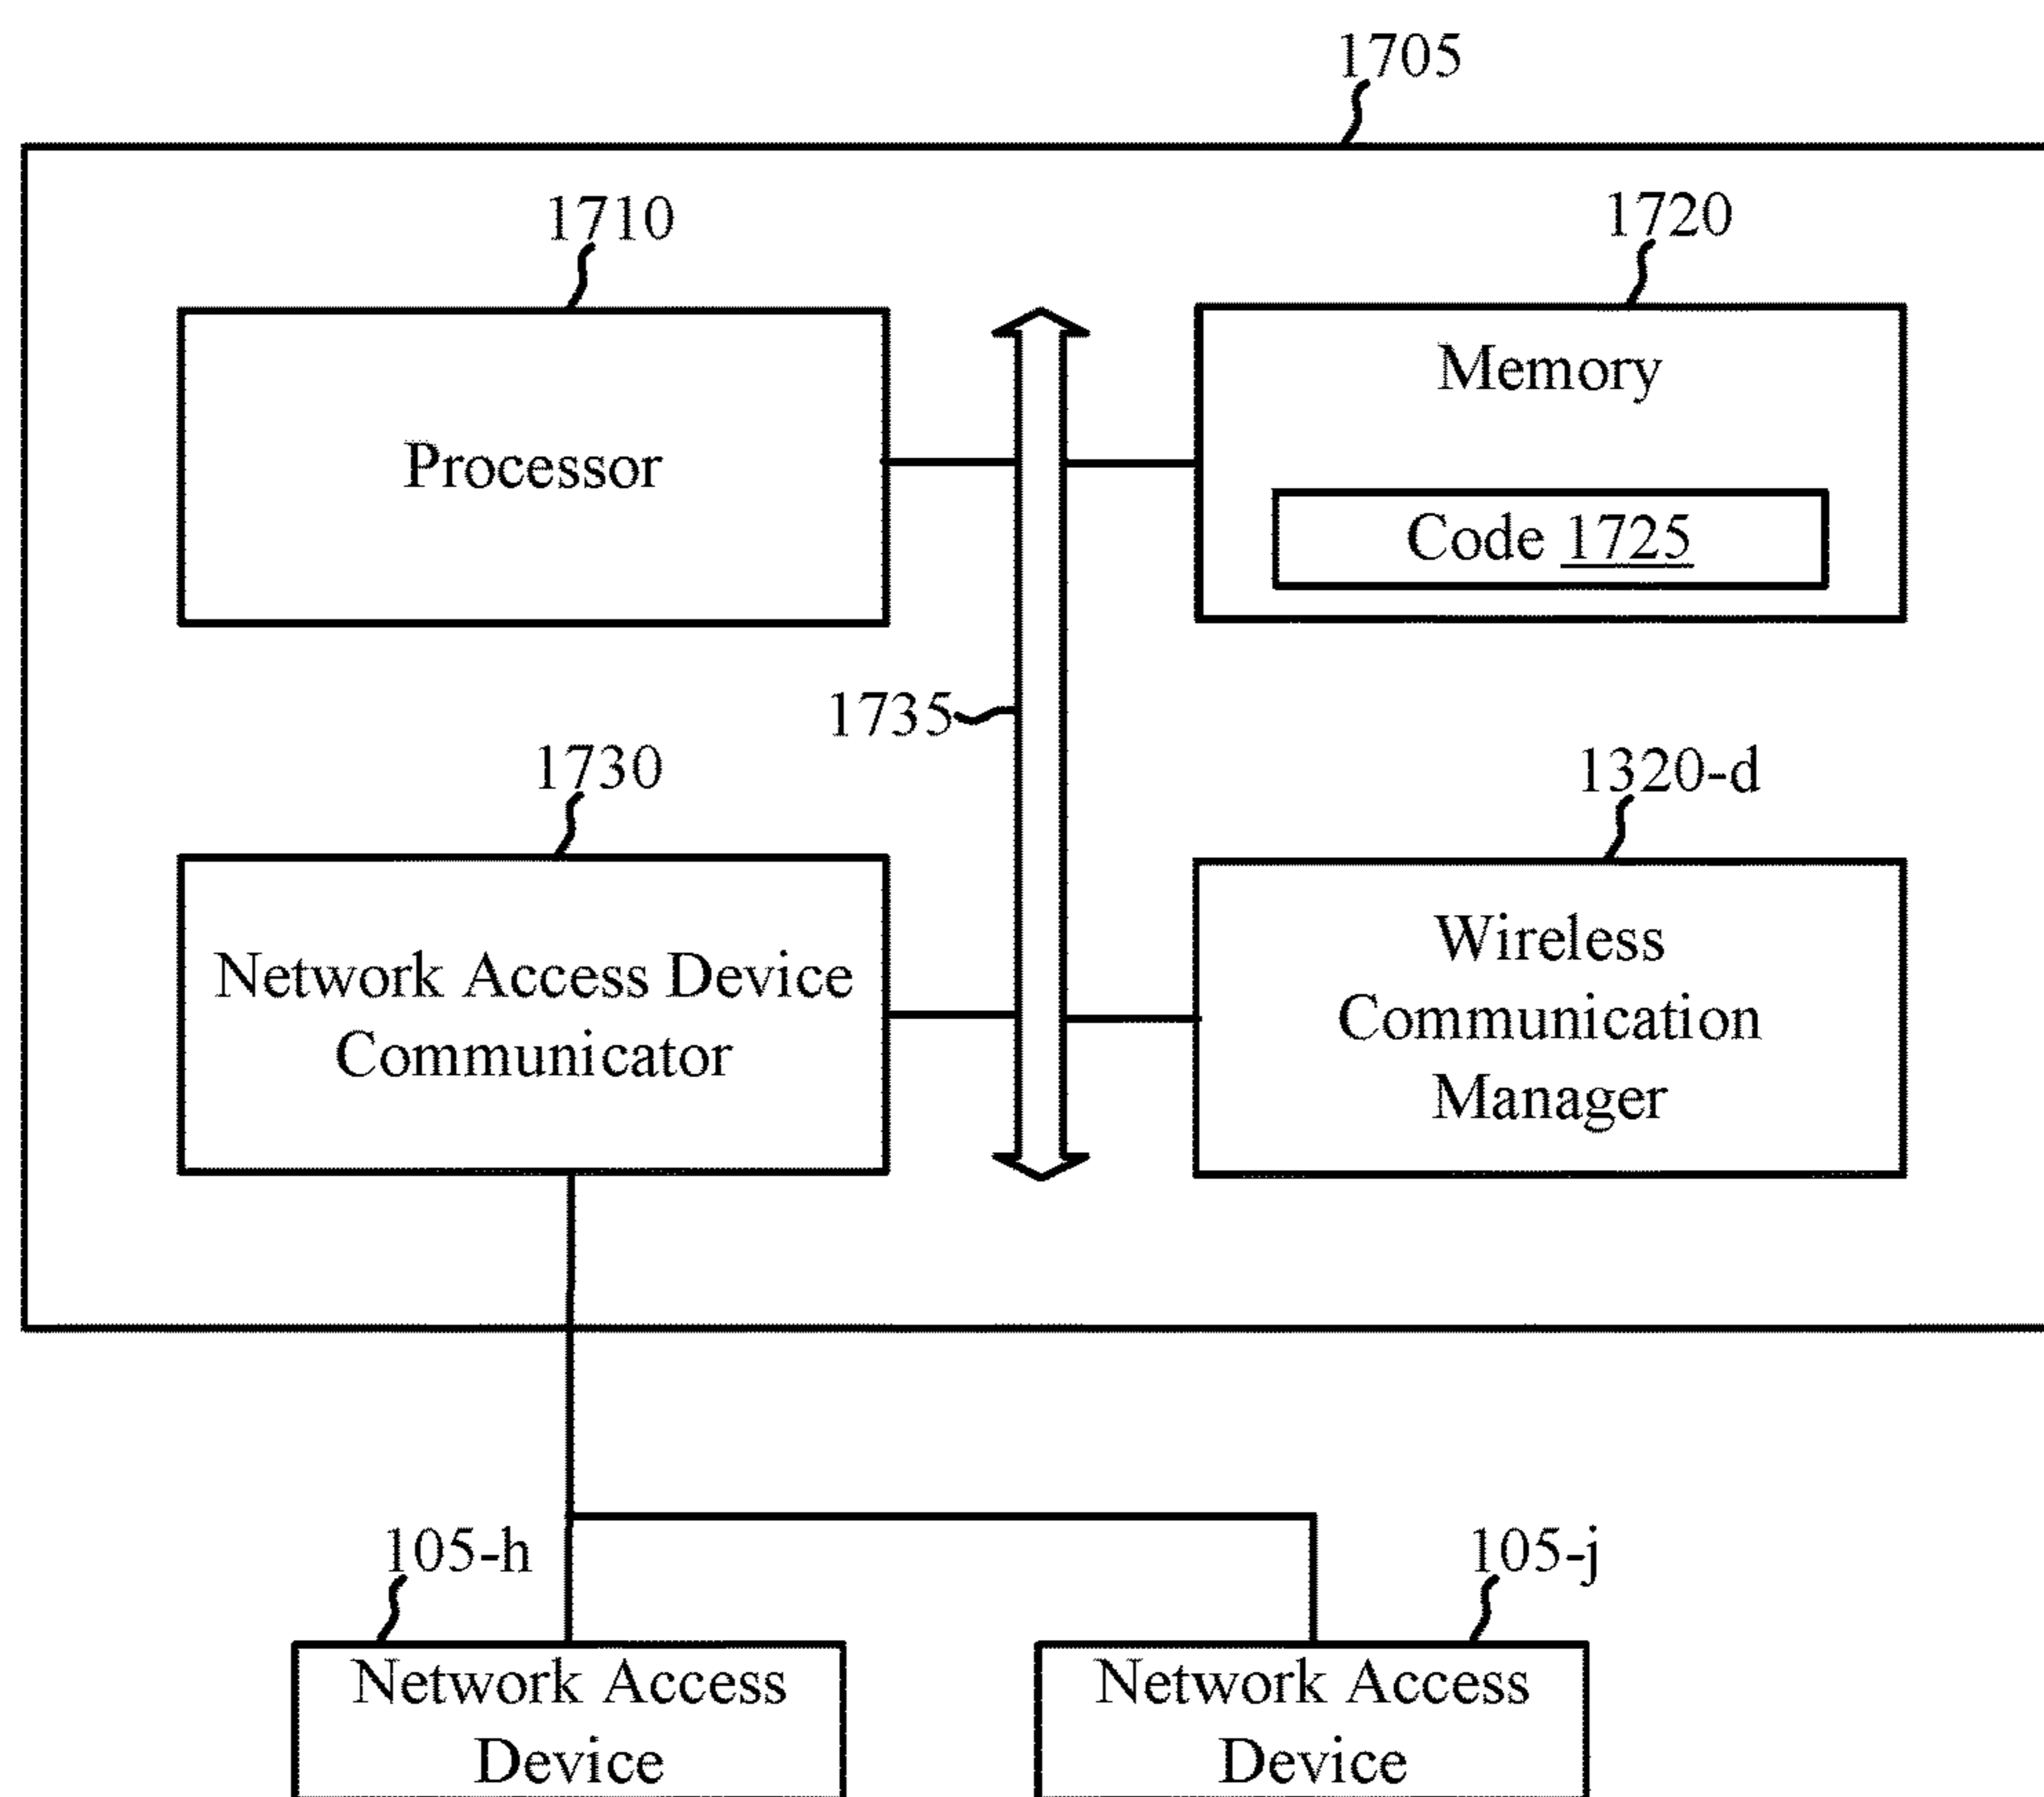 1705
1710
1720
Processor
Memory
Code 1725
1735
1730
1320-d
Network Access Device
Communicator
Wireless
Communication
Manager
105-h
105-j
Network Access
Device
Network Access
Device